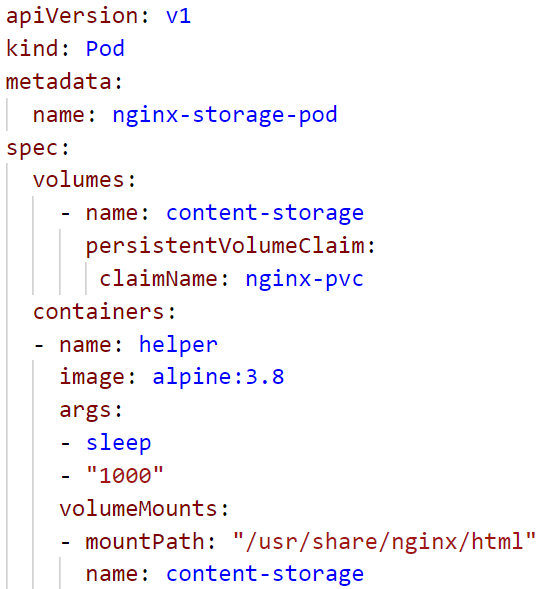 apiVersion: v1
kind: Pod
metadata:
  name: nginx-storage-pod
spec:
  volumes:
    - name: content-storage
      persistentVolumeClaim:
       claimName: nginx-pvc
  containers:
  - name: helper
    image: alpine:3.8
    args:
    - sleep
    - "1000"
    volumeMounts:
    - mountPath: "/usr/share/nginx/html"
      name: content-storage